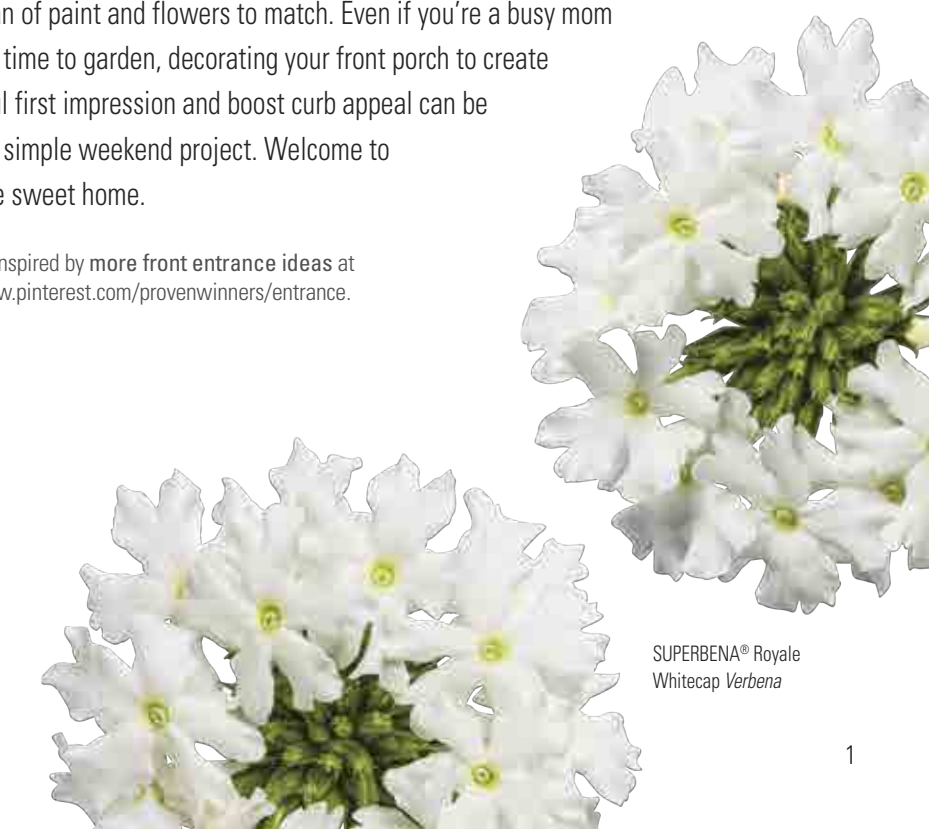 n of paint and flowers to match. Even if you’re a busy mom
time to garden, decorating your front porch to create
l first impression and boost curb appeal can be
simple weekend project. Welcome to
e sweet home.
nspired by more front entrance ideas at
w.pinterest.com/provenwinners/entrance.
SUPERBENA® Royale
Whitecap Verbena
1